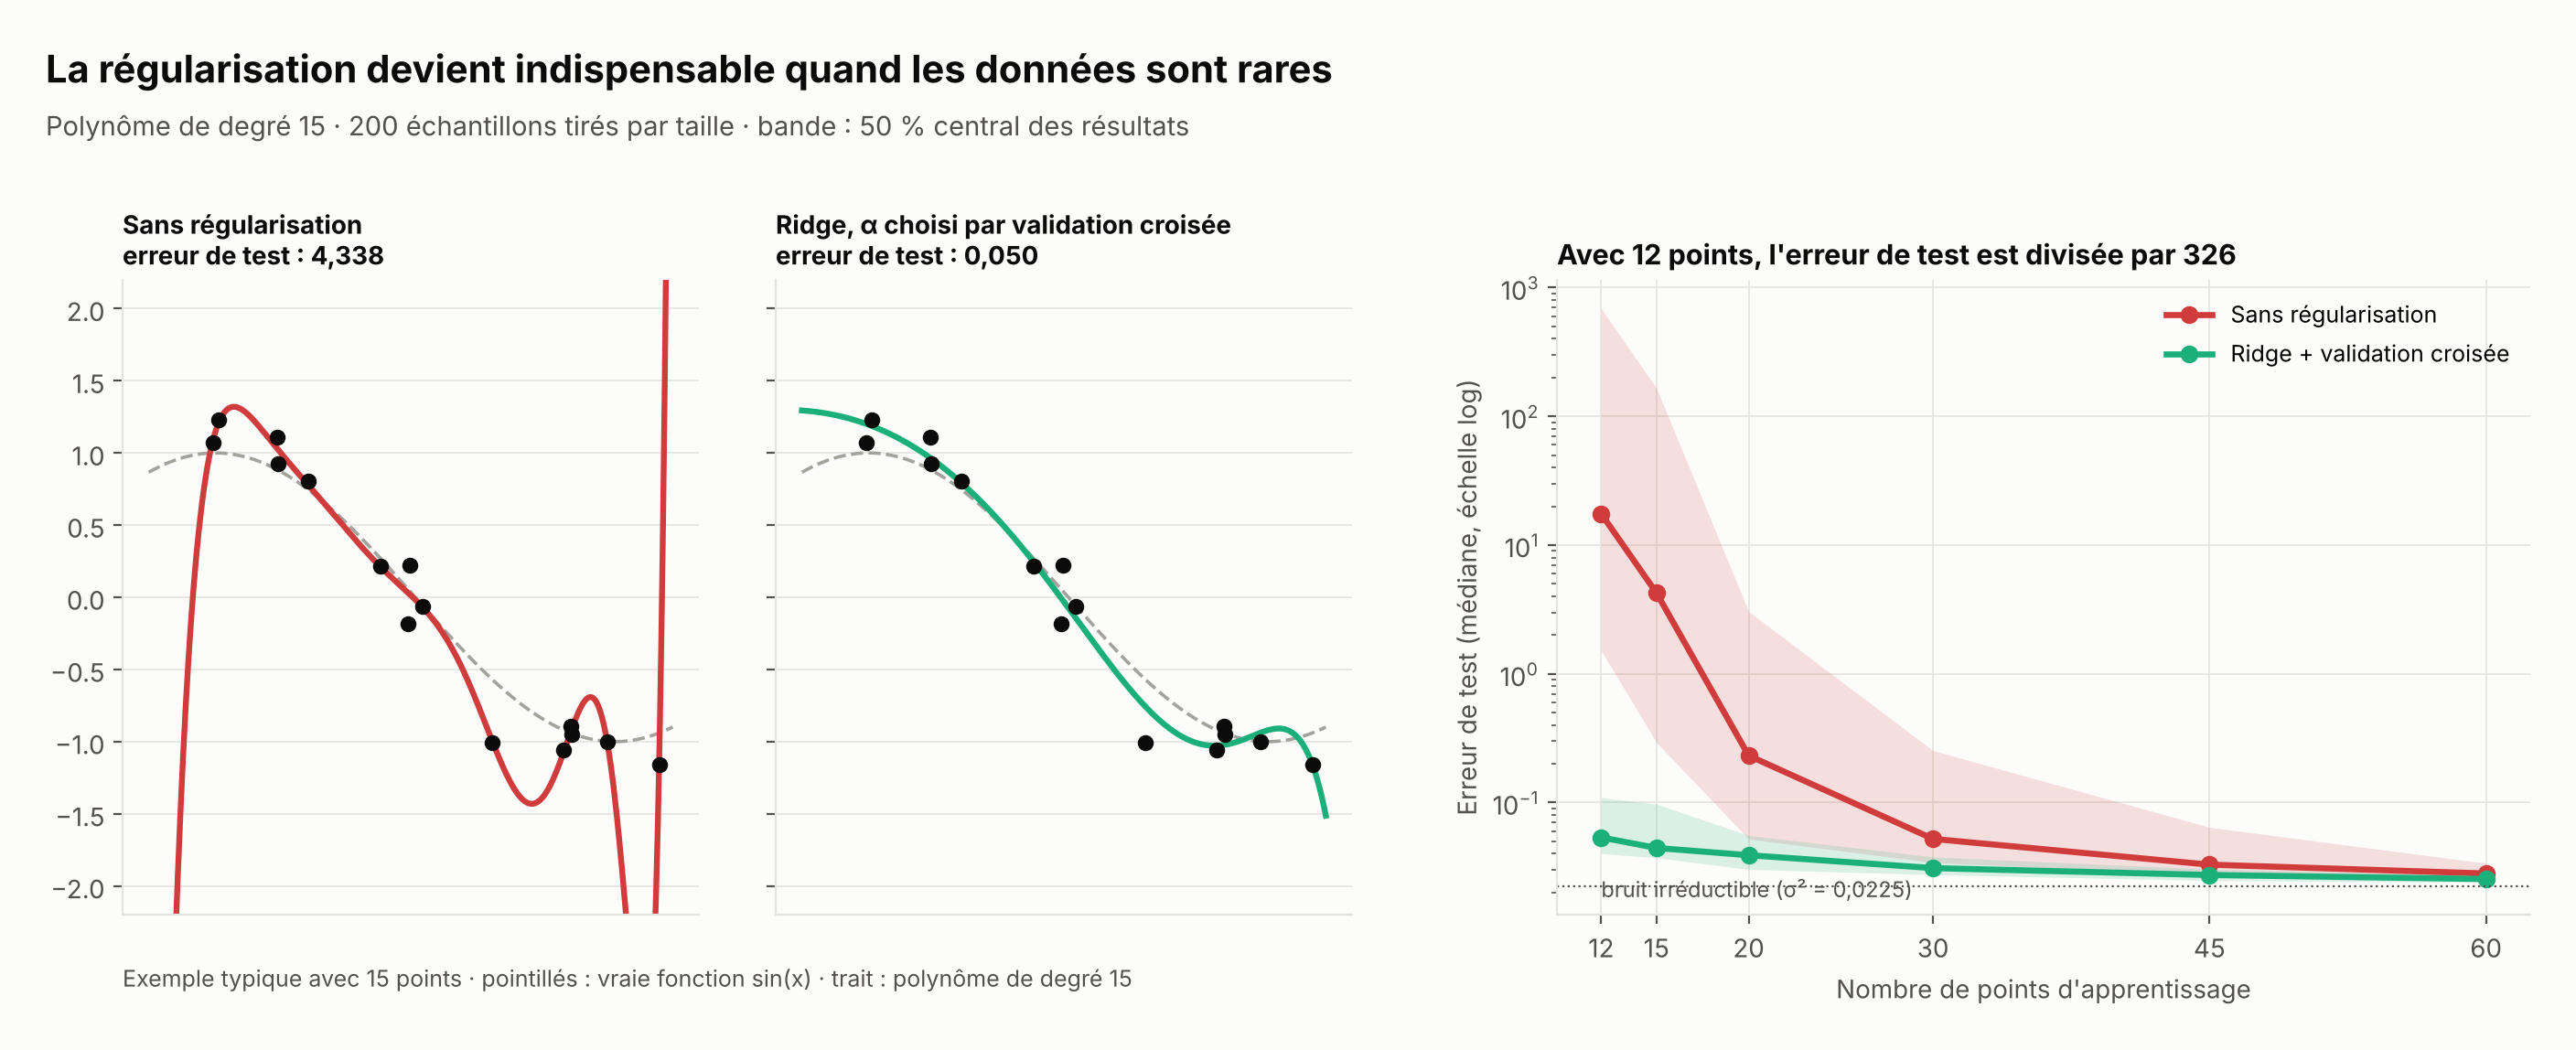 La régularisation devient indispensable quand les données sont rares
Polynôme de degré 15 · 200 échantillons tirés par taille · bande : 50 % central des résultats
Sans régularisation
erreur de test : 4,338
2.0
1.5
1.0
0.5
0.0
−0.5
−1.0
−1.5
−2.0
Ridge, α choisi par validation croisée
erreur de test : 0,050
Exemple typique avec 15 points · pointillés : vraie fonction sin(x) · trait : polynôme de degré 15
Avec 12 points, l'erreur de test est divisée par 326
Erreur de test (médiane, échelle log)
10³
10²
10¹
10⁰
10⁻¹
Sans régularisation
Ridge + validation croisée
bruit irréductible (σ² = 0,0225)
12 15 20 30 45 60
Nombre de points d'apprentissage